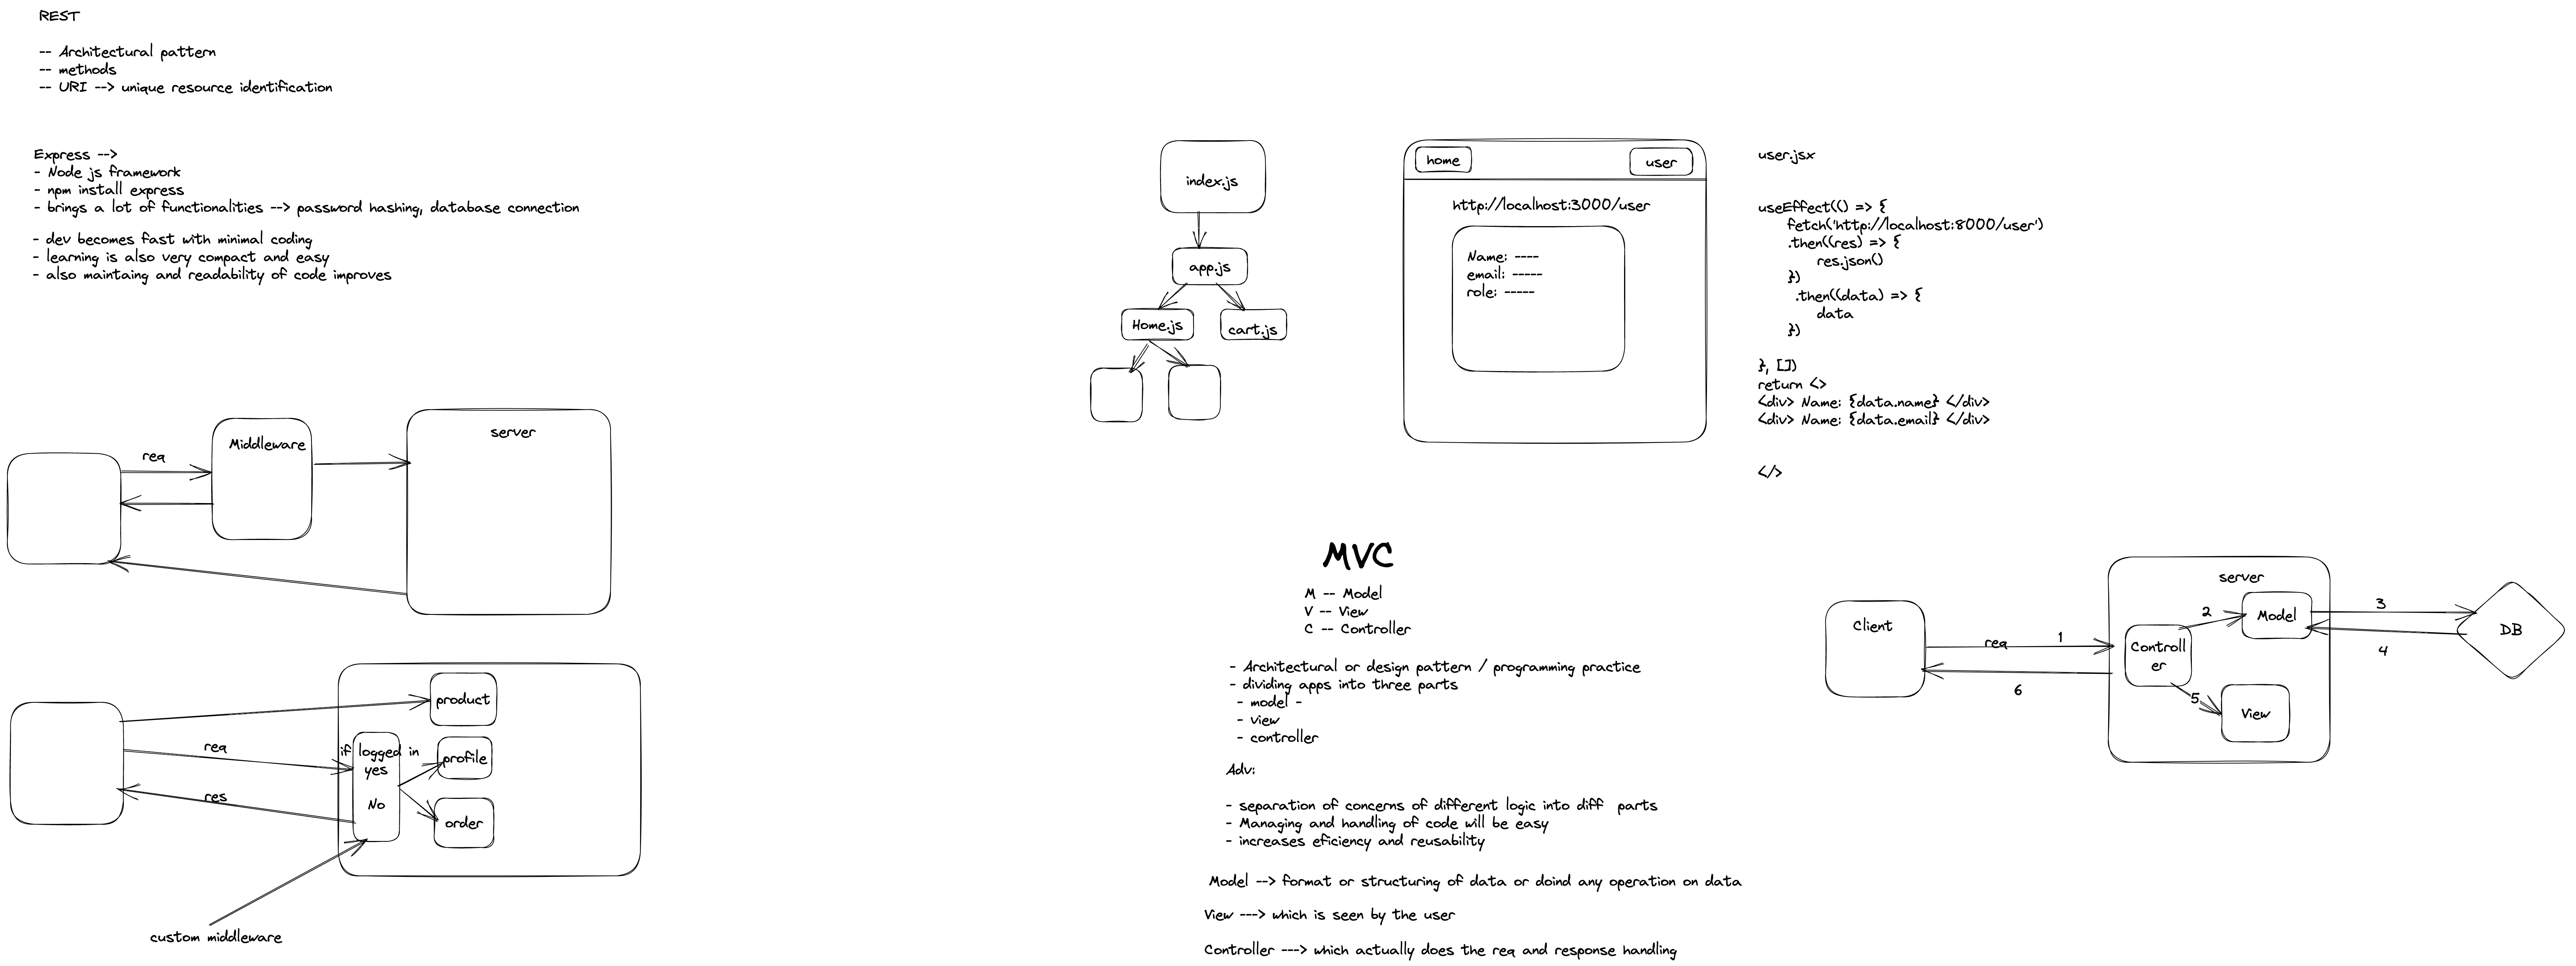 REST
-- Architectural pattern
-- methods
-- URI --> unique resource identification
Express -->
- Node js framework
- npm install express
- brings a lot of functionalities --> password hashing, database connection
- dev becomes fast with minimal coding
- learning is also very compact and easy
- also maintaing and readability of code improves
Middleware
server
req
product
if logged in
yes
No
profile
order
req
res
custom middleware
index.js
app.js
Home.js
cart.js
home
user
http://localhost:3000/user
Name: ----
email: -----
role: -----
user.jsx
useEffect(() => {
fetch('http://localhost:8000/user')
.then((res) => {
res.json()
})
.then((data) => {
data
})
}, [])
return <>
<div> Name: {data.name} </div>
<div> Name: {data.email} </div>
</>
MVC
M -- Model
V -- View
C -- Controller
- Architectural or design pattern / programming practice
- dividing apps into three parts
- model -
- view
- controller
Adv:
- separation of concerns of different logic into diff  parts
- Managing and handling of code will be easy
- increases eficiency and reusability
Model --> format or structuring of data or doind any operation on data
View ---> which is seen by the user
Controller ---> which actually does the req and response handling
Client
req
1
6
server
Controll
er
2
Model
5
View
3
4
DB